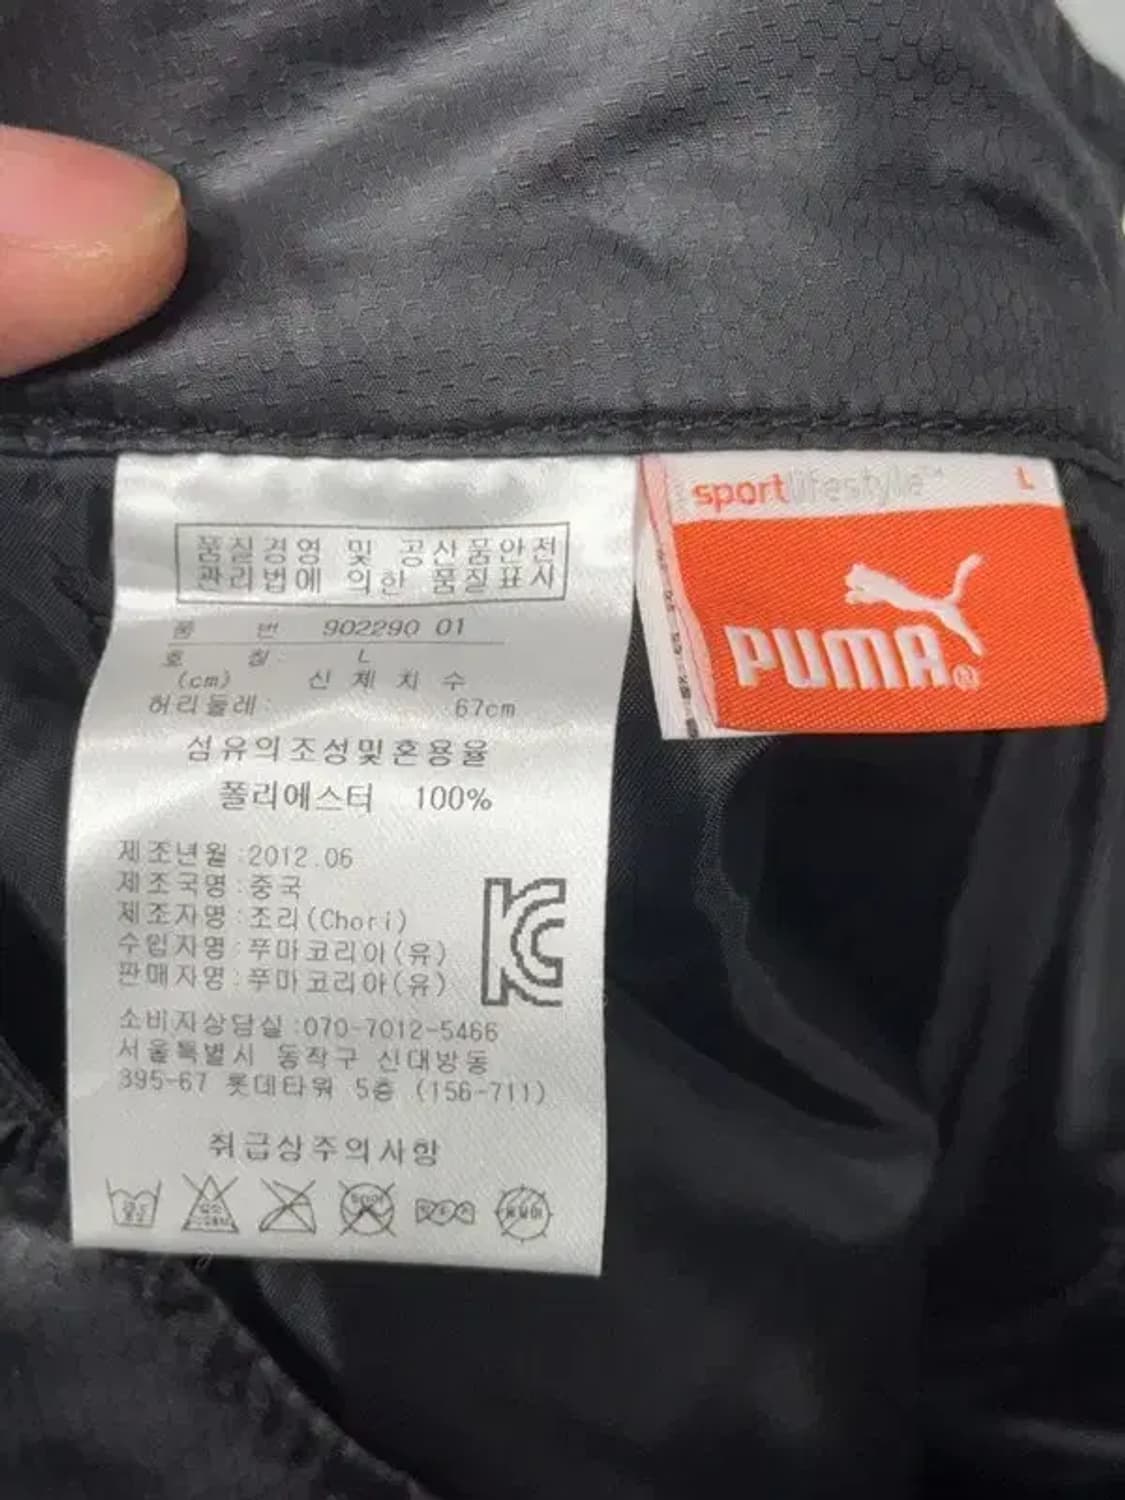 품질경영 및 공산품안전
관리법에 의한 품질표시
품 번 902290 01
호 칭: L
(cm) 신체치수
허리둘레: 67cm
섬유의조성및혼용율
폴리에스터 100%
제조년월:2012.06
제조국명:중국
제조자명:조리(Chori)
수입자명:푸마코리아(유)
판매자명:푸마코리아(유)
소비자상담실:070-7012-5466
서울특별시 동작구 신대방동
395-67 롯데타워 5층 (156-711)
취급상주의사항
sportlifestyle™ L
PUMA®